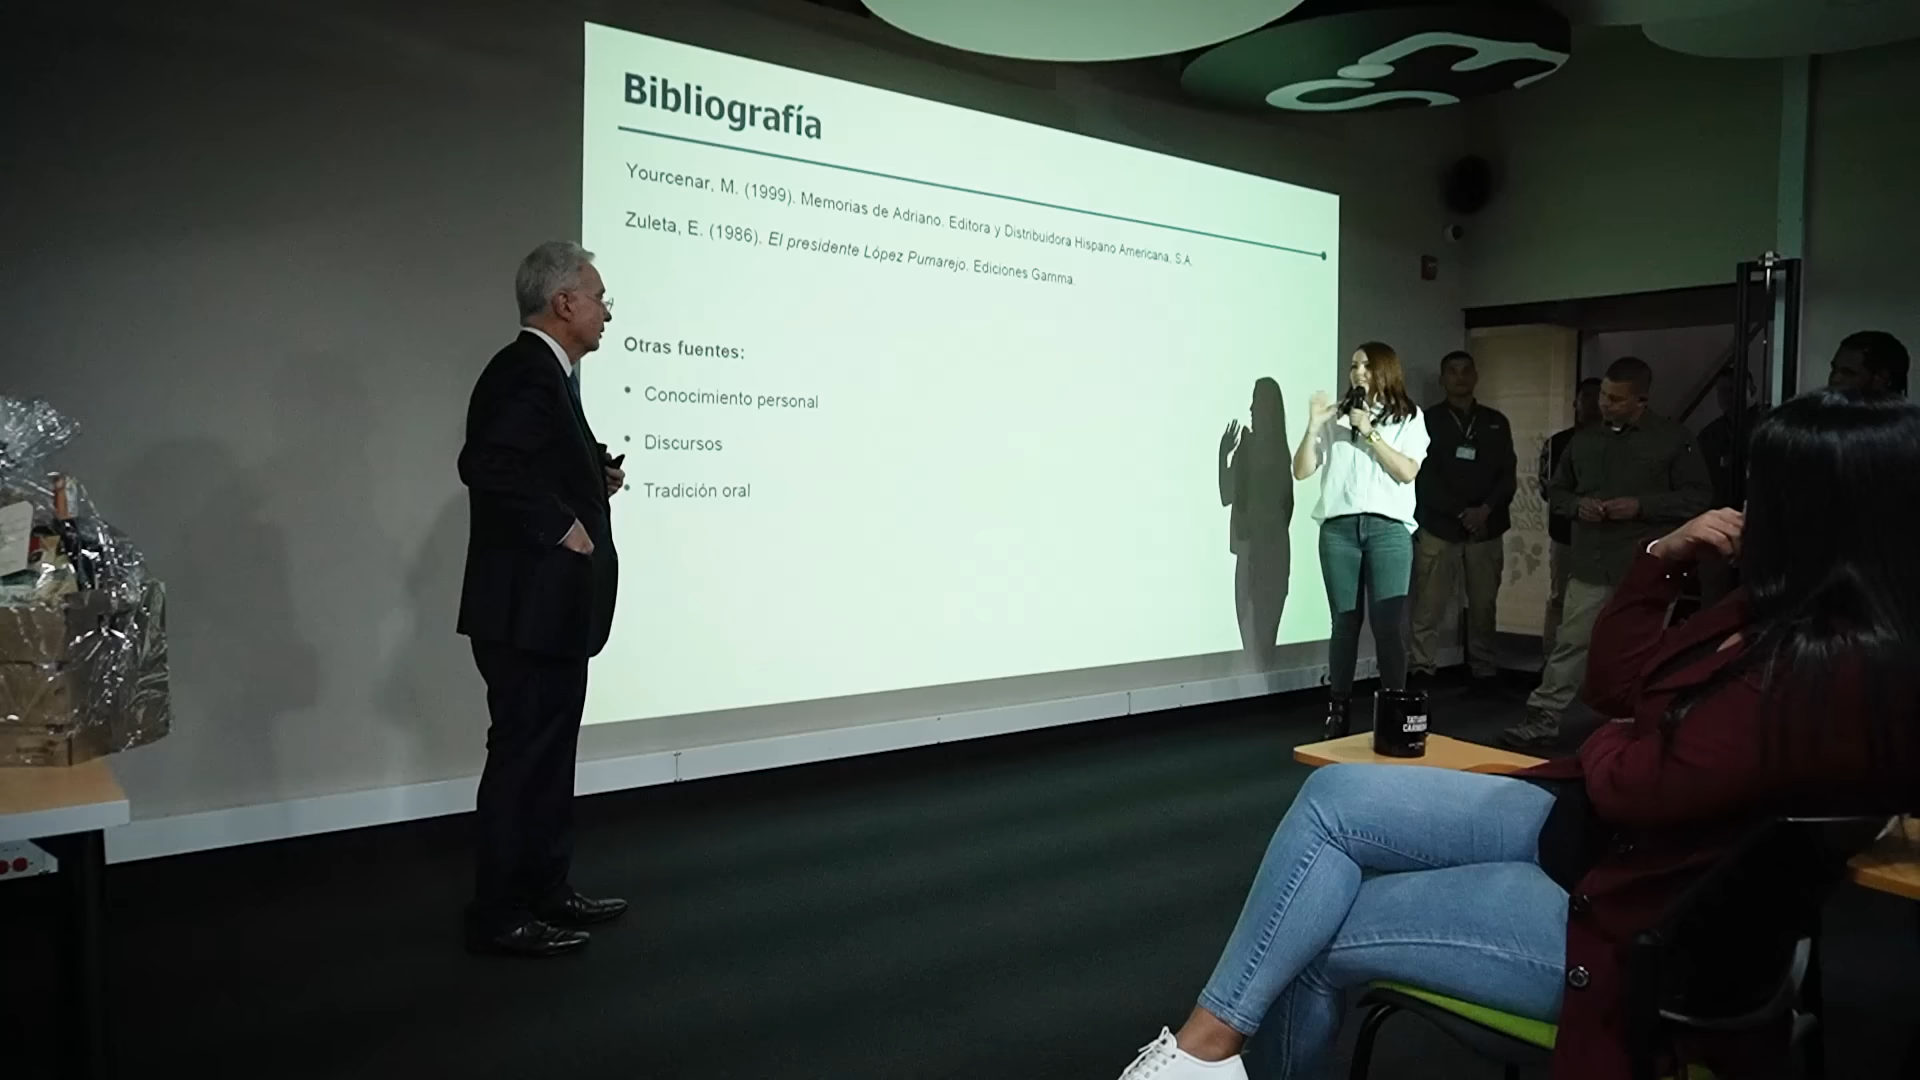 Bibliografía
Yourcenar, M. (1999). Memorias de Adriano. Editora y Distribuidora Hispano Americana, S.A.
Zuleta, E. (1986). El presidente López Pumarejo. Ediciones Gamma.
Otras fuentes:
• Conocimiento personal
• Discursos
• Tradición oral